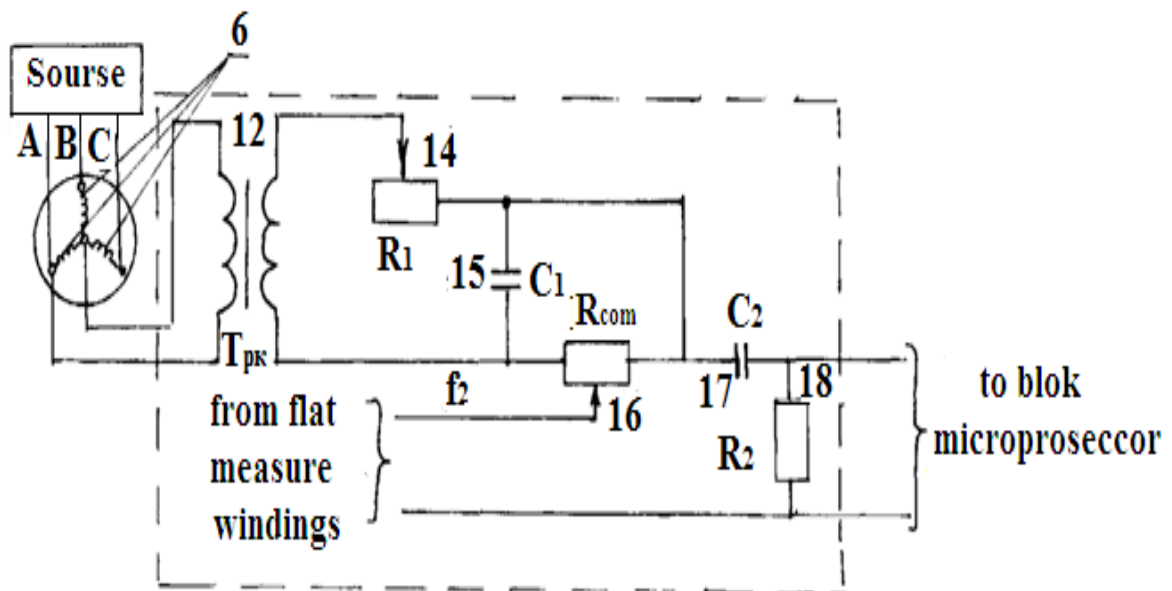 6
Sourse
A B C
12
14
R1
15 C1
Rcom
C2
Tрк
f2
17
18
16
R2
from flat
measure
windings
to blok
microproseccor